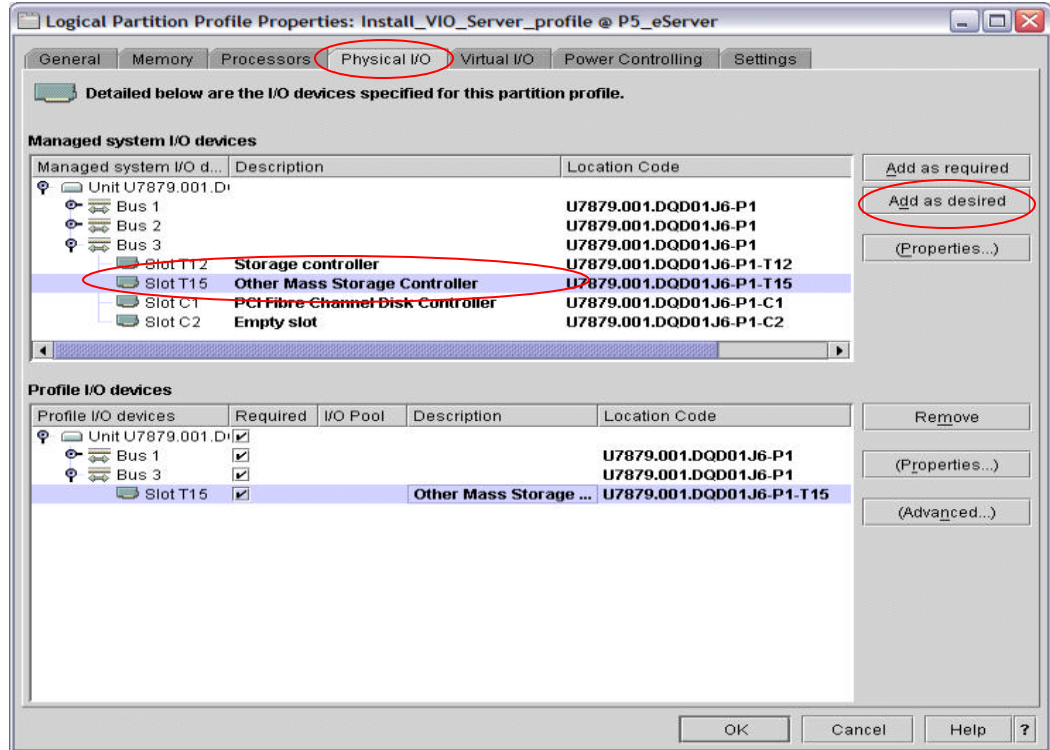 Logical Partition Profile Properties: Install_VIO_Server_profile @ P5_eServer
General Memory Processors Physical I/O Virtual I/O Power Controlling Settings
Detailed below are the I/O devices specified for this partition profile.
Managed system I/O devices
Managed system I/O d... Description Location Code
Add as required
Unit U7879.001.D
Bus 1 U7879.001.DQD01J6-P1
Add as desired
Bus 2 U7879.001.DQD01J6-P1
Bus 3 U7879.001.DQD01J6-P1
(Properties...)
Slot T12 Storage controller U7879.001.DQD01J6-P1-T12
Slot T15 Other Mass Storage Controller U7879.001.DQD01J6-P1-T15
Slot C1 PCI Fibre Channel Disk Controller U7879.001.DQD01J6-P1-C1
Slot C2 Empty slot U7879.001.DQD01J6-P1-C2
Profile I/O devices
Profile I/O devices Required I/O Pool Description Location Code
Remove
Unit U7879.001.D
Bus 1 U7879.001.DQD01J6-P1
(Properties...)
Bus 3 U7879.001.DQD01J6-P1
Slot T15 Other Mass Storage ... U7879.001.DQD01J6-P1-T15
(Advanced...)
OK Cancel Help ?